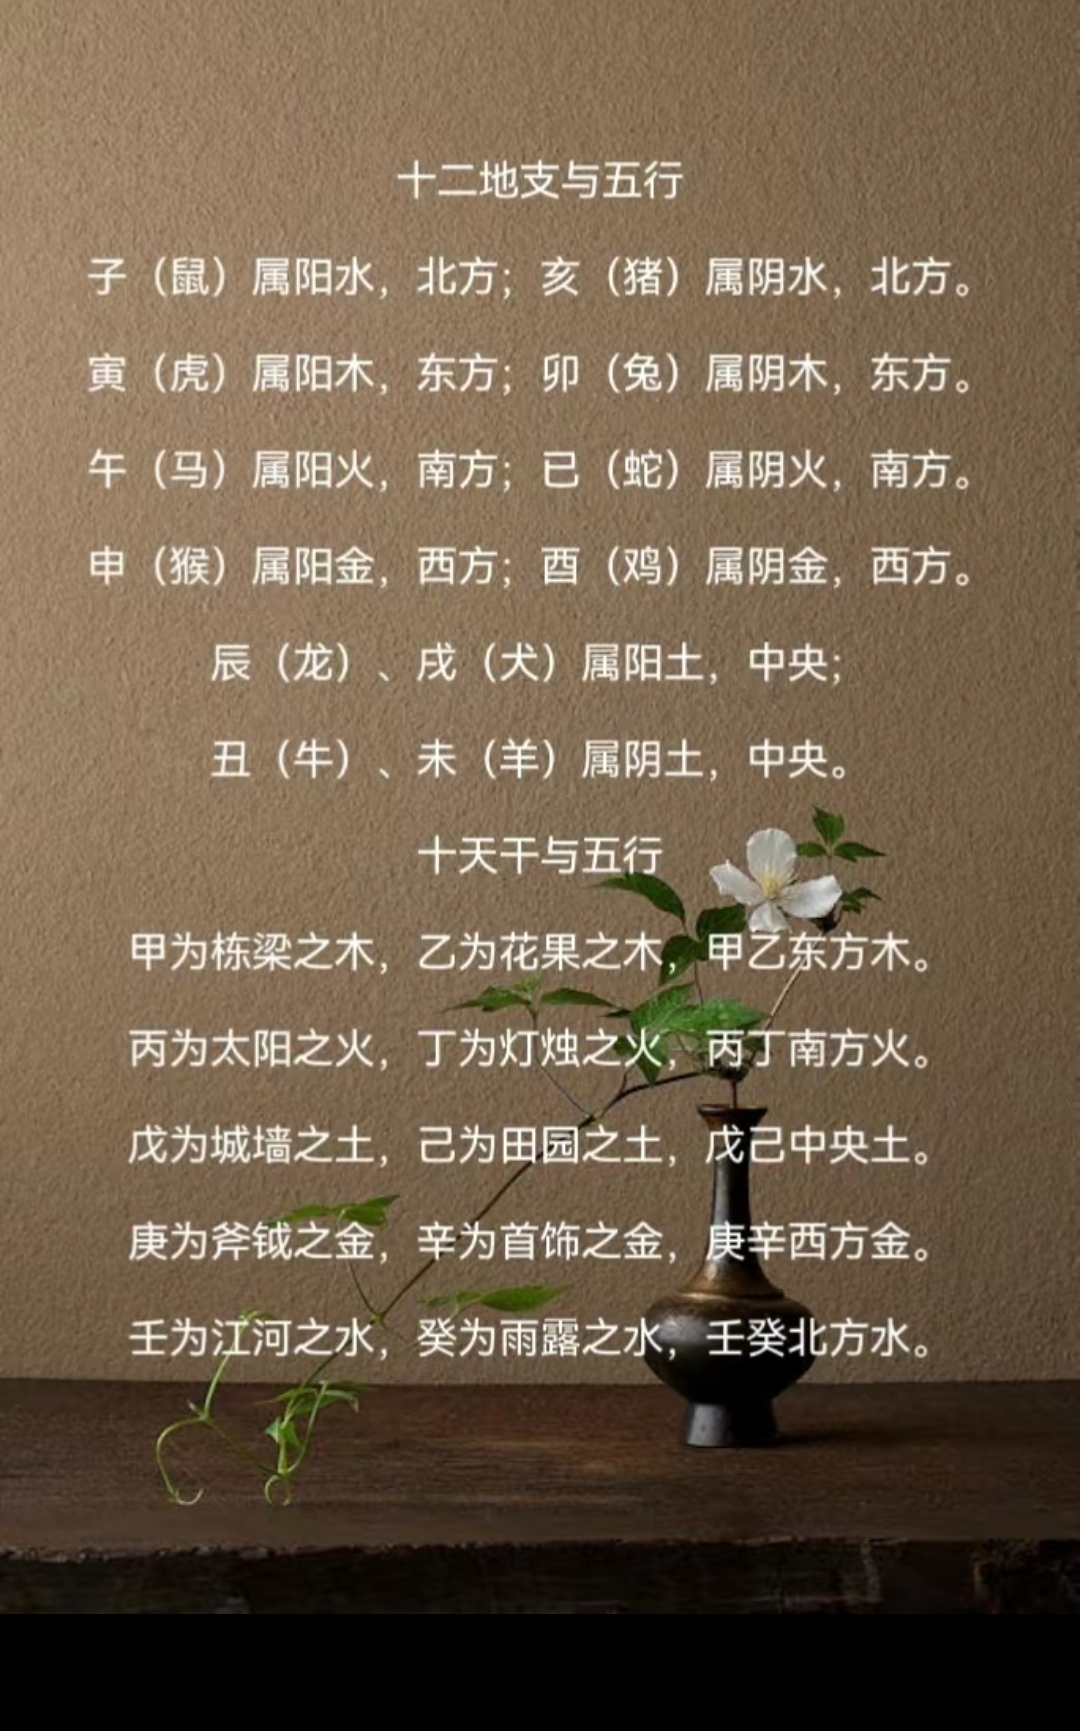 十二地支与五行
子（鼠）属阳水，北方；亥（猪）属阴水，北方。
寅（虎）属阳木，东方；卯（兔）属阴木，东方。
午（马）属阳火，南方；已（蛇）属阴火，南方。
申（猴）属阳金，西方；酉（鸡）属阴金，西方。
辰（龙）、戌（犬）属阳土，中央；
丑（牛）、未（羊）属阴土，中央。
十天干与五行
甲为栋梁之木，乙为花果之木，甲乙东方木。
丙为太阳之火，丁为灯烛之火，丙丁南方火。
戊为城墙之土，己为田园之土，戊己中央土。
庚为斧钺之金，辛为首饰之金，庚辛西方金。
壬为江河之水，癸为雨露之水，壬癸北方水。